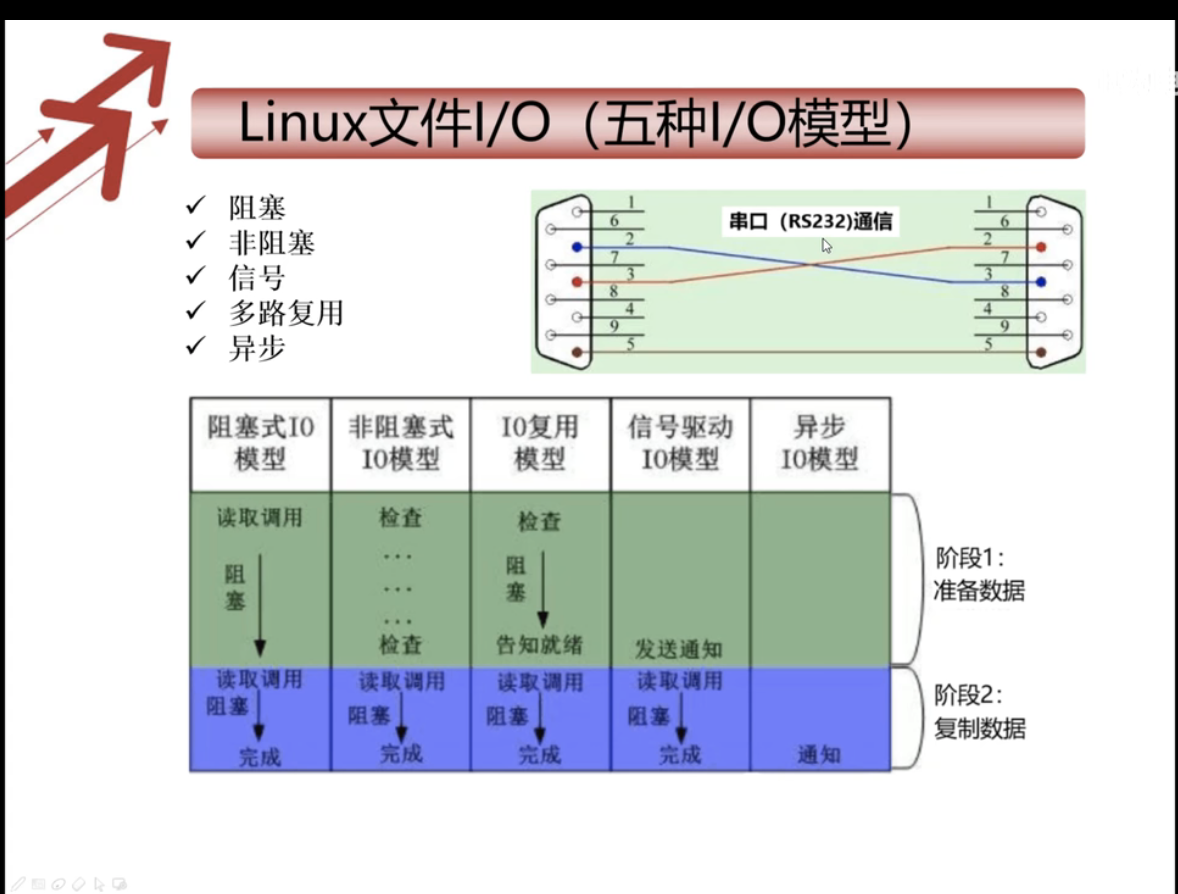 Linux文件I/O（五种I/O模型）
✓ 阻塞
✓ 非阻塞
✓ 信号
✓ 多路复用
✓ 异步
串口（RS232)通信
1
6
2
7
3
8
4
9
5
1
6
2
7
3
8
4
9
5
阻塞式IO
模型
非阻塞式
IO模型
IO复用
模型
信号驱动
IO模型
异步
IO模型
读取调用
阻
塞
读取调用
阻塞
完成
检查
...
...
...
检查
读取调用
阻塞
完成
检查
阻
塞
告知就绪
读取调用
阻塞
完成
发送通知
读取调用
阻塞
完成
通知
阶段1：
准备数据
阶段2：
复制数据